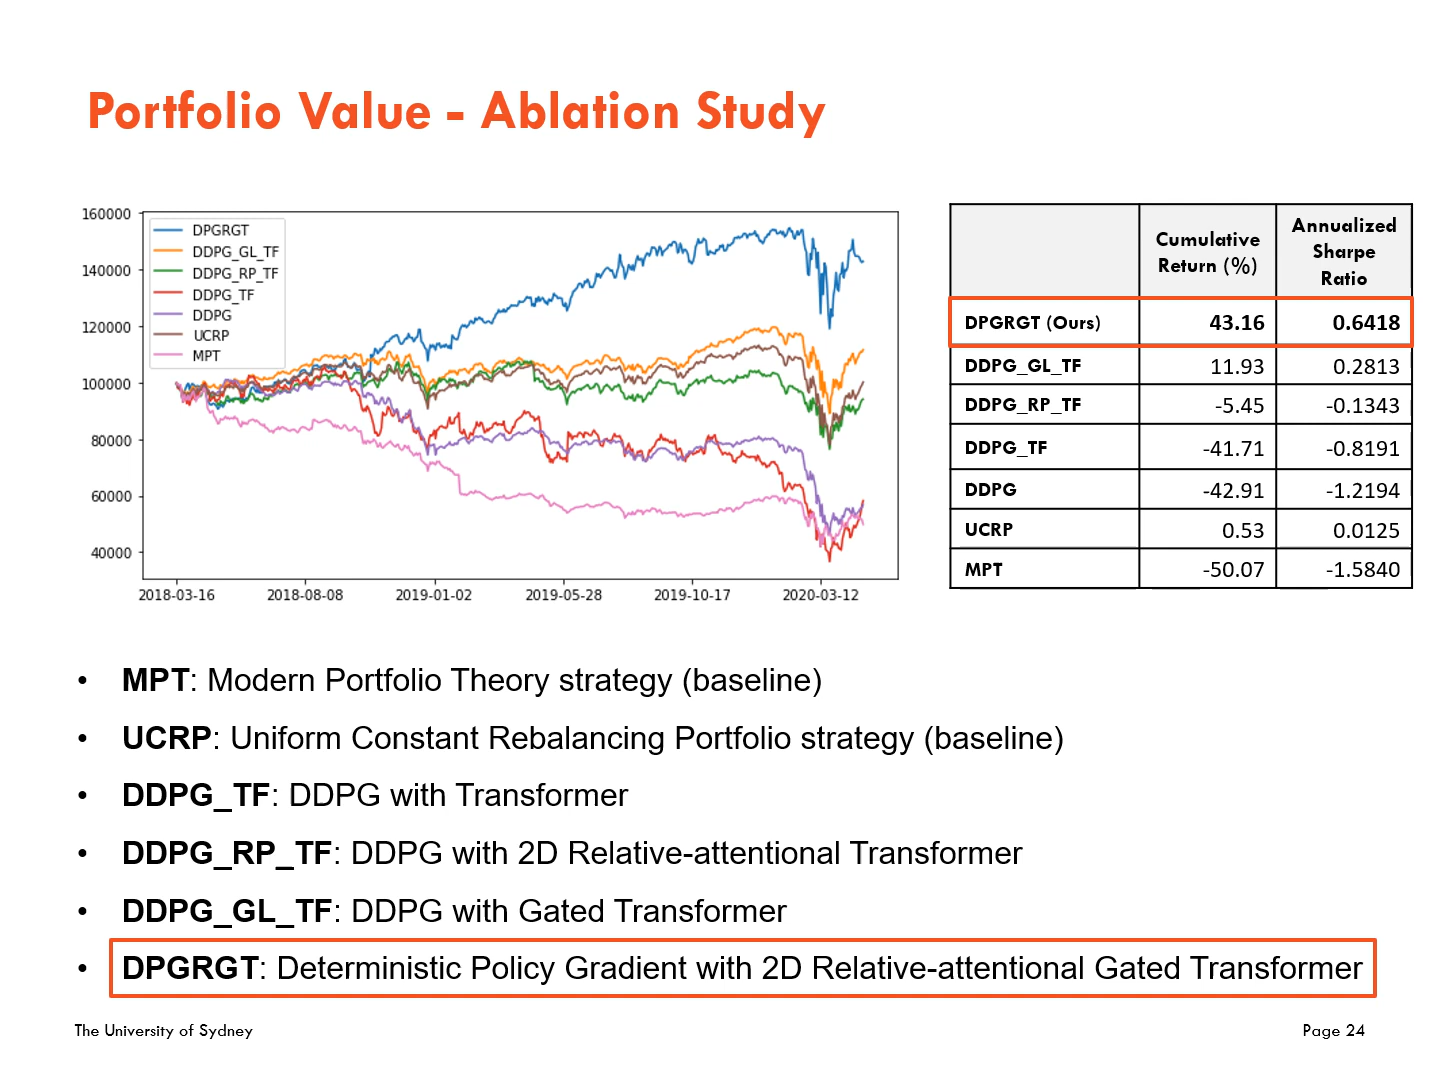 Portfolio Value - Ablation Study
160000
140000
120000
100000
80000
60000
40000
DPGRGT
DDPG_GL_TF
DDPG_RP_TF
DDPG_TF
DDPG
UCRP
MPT
2018-03-16 2018-08-08 2019-01-02 2019-05-28 2019-10-17 2020-03-12
Cumulative Return (%) Annualized Sharpe Ratio
DPGRGT (Ours) 43.16 0.6418
DDPG_GL_TF 11.93 0.2813
DDPG_RP_TF -5.45 -0.1343
DDPG_TF -41.71 -0.8191
DDPG -42.91 -1.2194
UCRP 0.53 0.0125
MPT -50.07 -1.5840
• MPT: Modern Portfolio Theory strategy (baseline)
• UCRP: Uniform Constant Rebalancing Portfolio strategy (baseline)
• DDPG_TF: DDPG with Transformer
• DDPG_RP_TF: DDPG with 2D Relative-attentional Transformer
• DDPG_GL_TF: DDPG with Gated Transformer
• DPGRGT: Deterministic Policy Gradient with 2D Relative-attentional Gated Transformer
The University of Sydney
Page 24